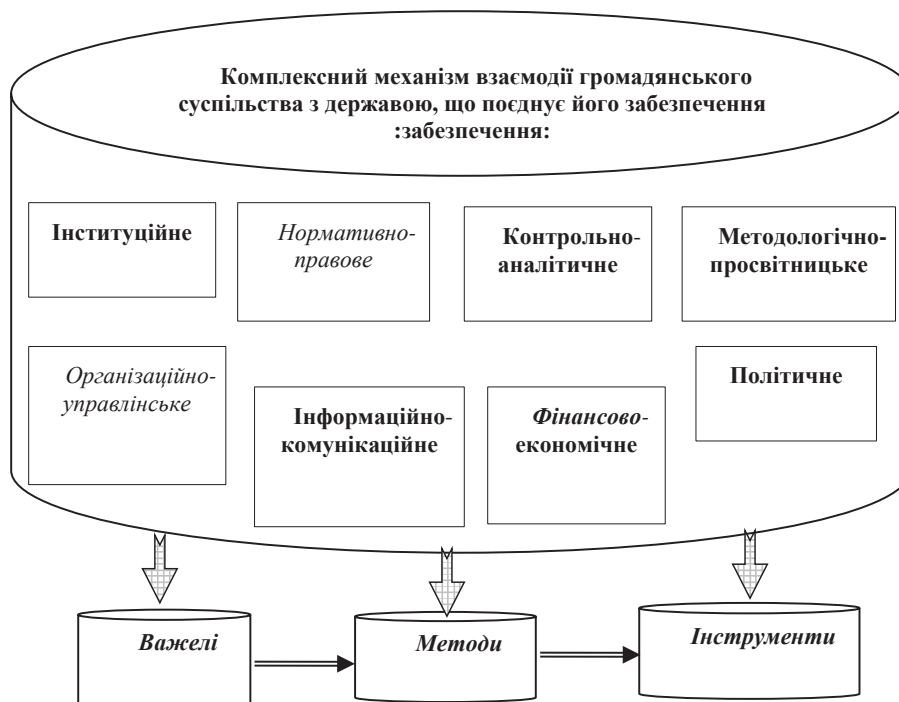 Комплексний механізм взаємодії громадянського
суспільства з державою, що поєднує його забезпечення
:забезпечення:
Інституційне
Нормативно-
правове
Контрольно-
аналітичне
Методологічно-
просвітницьке
Організаційно-
управлінське
Інформаційно-
комунікаційне
Фінансово-
економічне
Політичне
Важелі
Методи
Інструменти